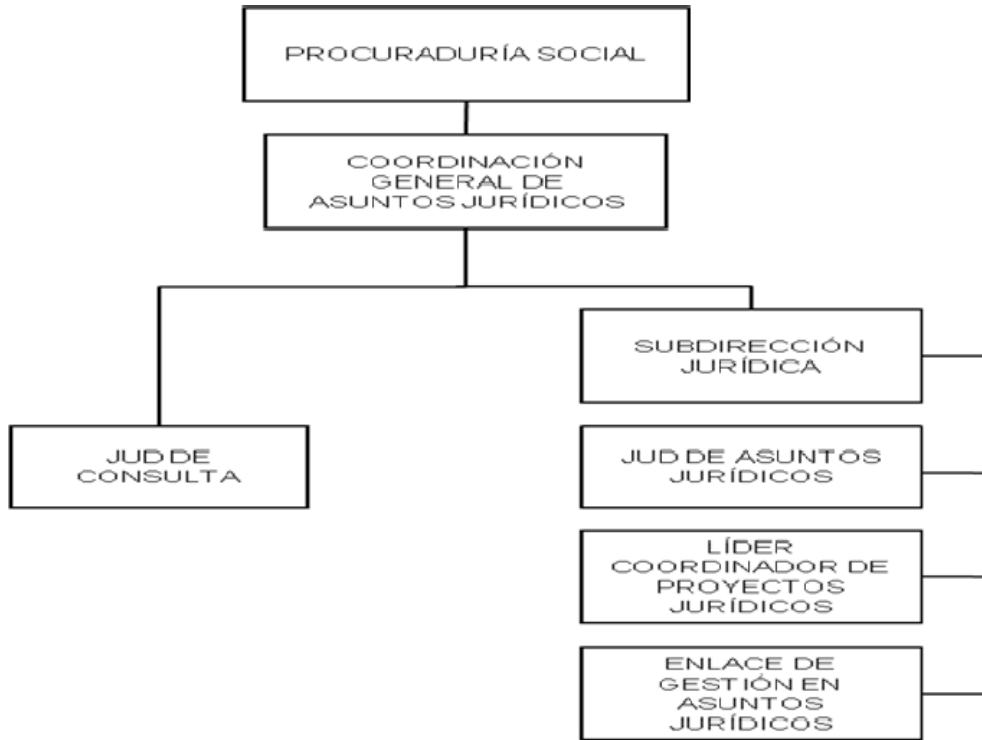 PROCURADURÍA SOCIAL
COORDINACIÓN
GENERAL DE
ASUNTOS JURÍDICOS
SUBDIRECCIÓN
JURÍDICA
JUD DE
CONSULTA
JUD DE ASUNTOS
JURÍDICOS
LÍDER
COORDINADOR DE
PROYECTOS
JURÍDICOS
ENLACE DE
GESTIÓN EN
ASUNTOS
JURÍDICOS